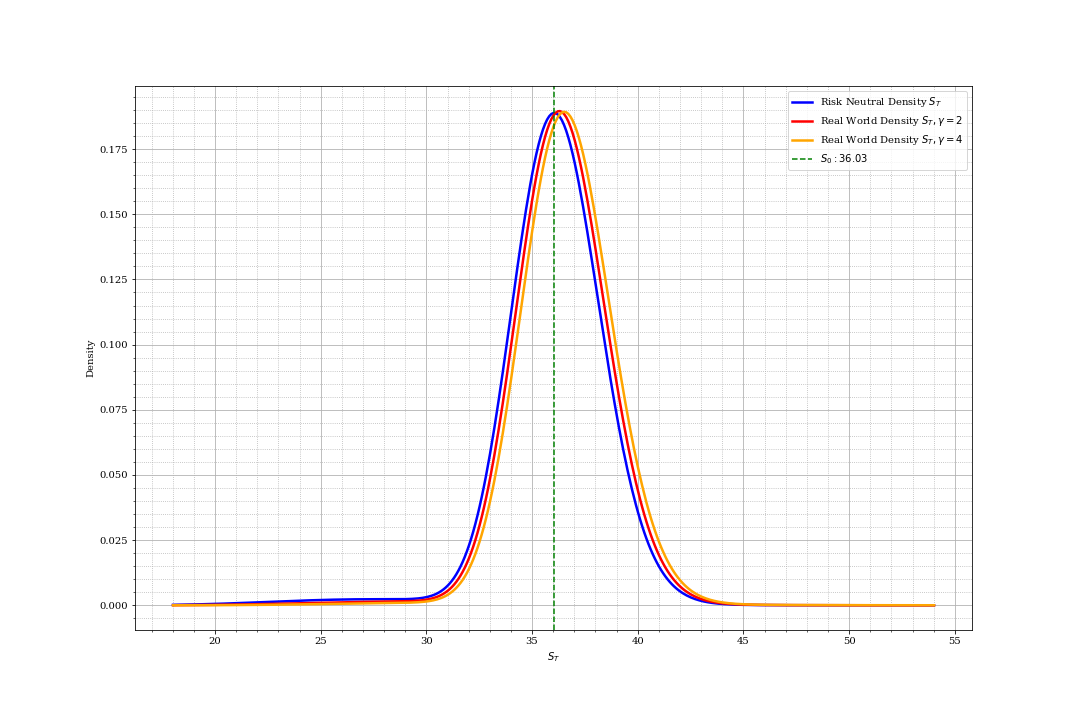 Risk Neutral Density S_T
Real World Density S_T, γ = 2
Real World Density S_T, γ = 4
S_0 : 36.03
0.175
0.150
0.125
0.100
0.075
0.050
0.025
0.000
Density
20 25 30 35 40 45 50 55
S_T